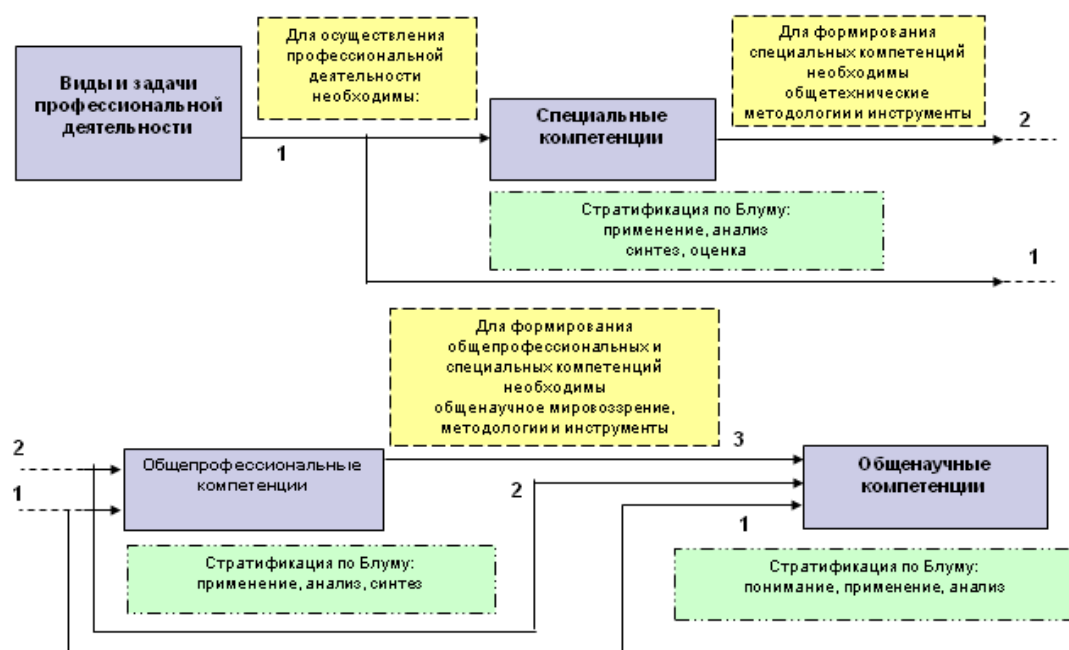 Виды и задачи
профессиональной
деятельности
1
Для осуществления
профессиональной
деятельности
необходимы:
Специальные
компетенции
Для формирования
специальных компетенций
необходимы
общетехнические
методологии и инструменты
2
Стратификация по Блуму:
применение, анализ
синтез, оценка
1
Для формирования
общепрофессиональных и
специальных компетенций
необходимы
общенаучное мировоззрение,
методологии и инструменты
2
1
Общепрофессиональные
компетенции
3
2
1
Общенаучные
компетенции
Стратификация по Блуму:
применение, анализ, синтез
Стратификация по Блуму:
понимание, применение, анализ